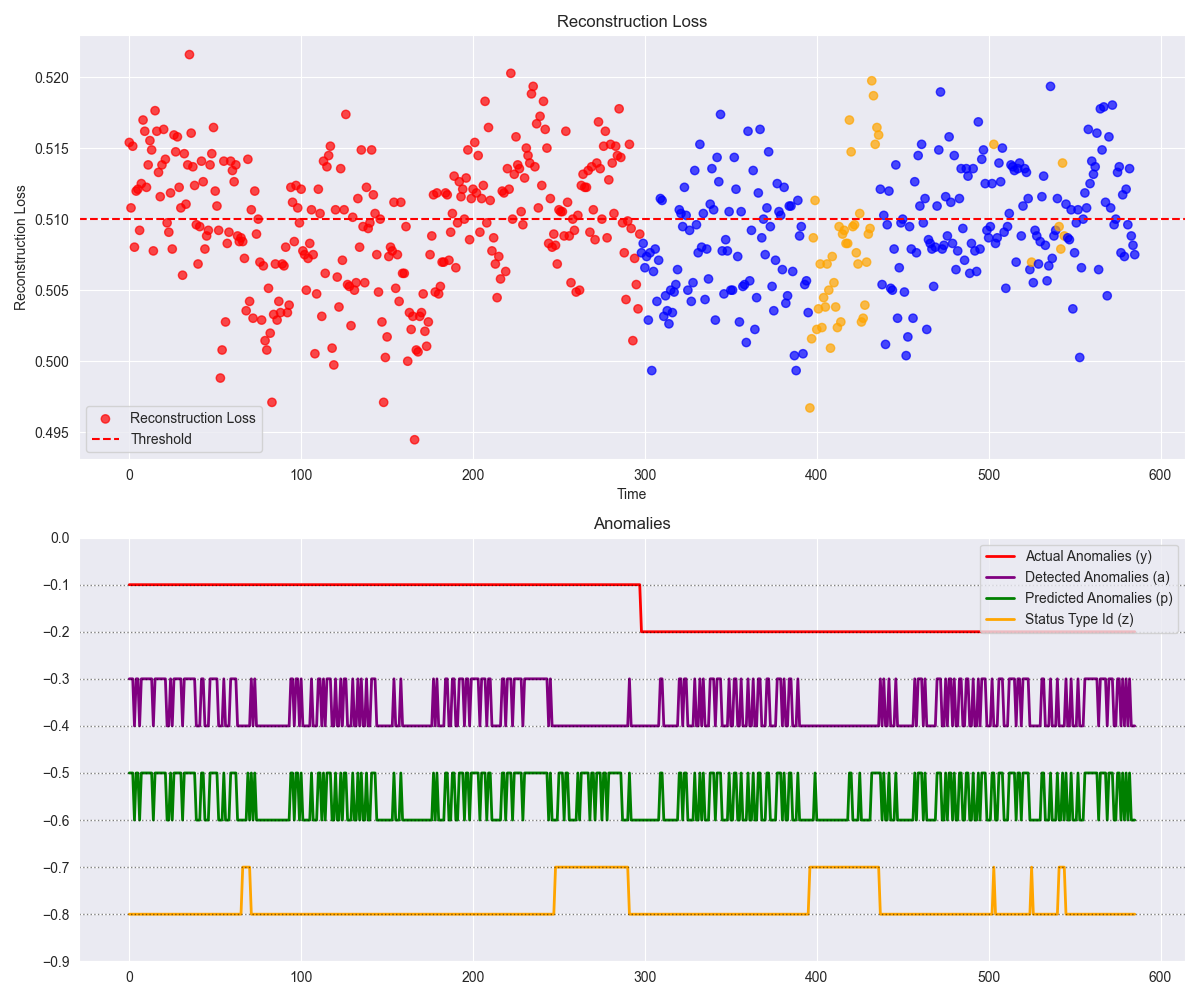 Reconstruction Loss
0.520
0.515
0.510
0.505
0.500
0.495
Reconstruction Loss
Reconstruction Loss
Threshold
0 100 200 300 400 500 600
Time
Anomalies
0.0
−0.1
−0.2
−0.3
−0.4
−0.5
−0.6
−0.7
−0.8
−0.9
Actual Anomalies (y)
Detected Anomalies (a)
Predicted Anomalies (p)
Status Type Id (z)
0 100 200 300 400 500 600